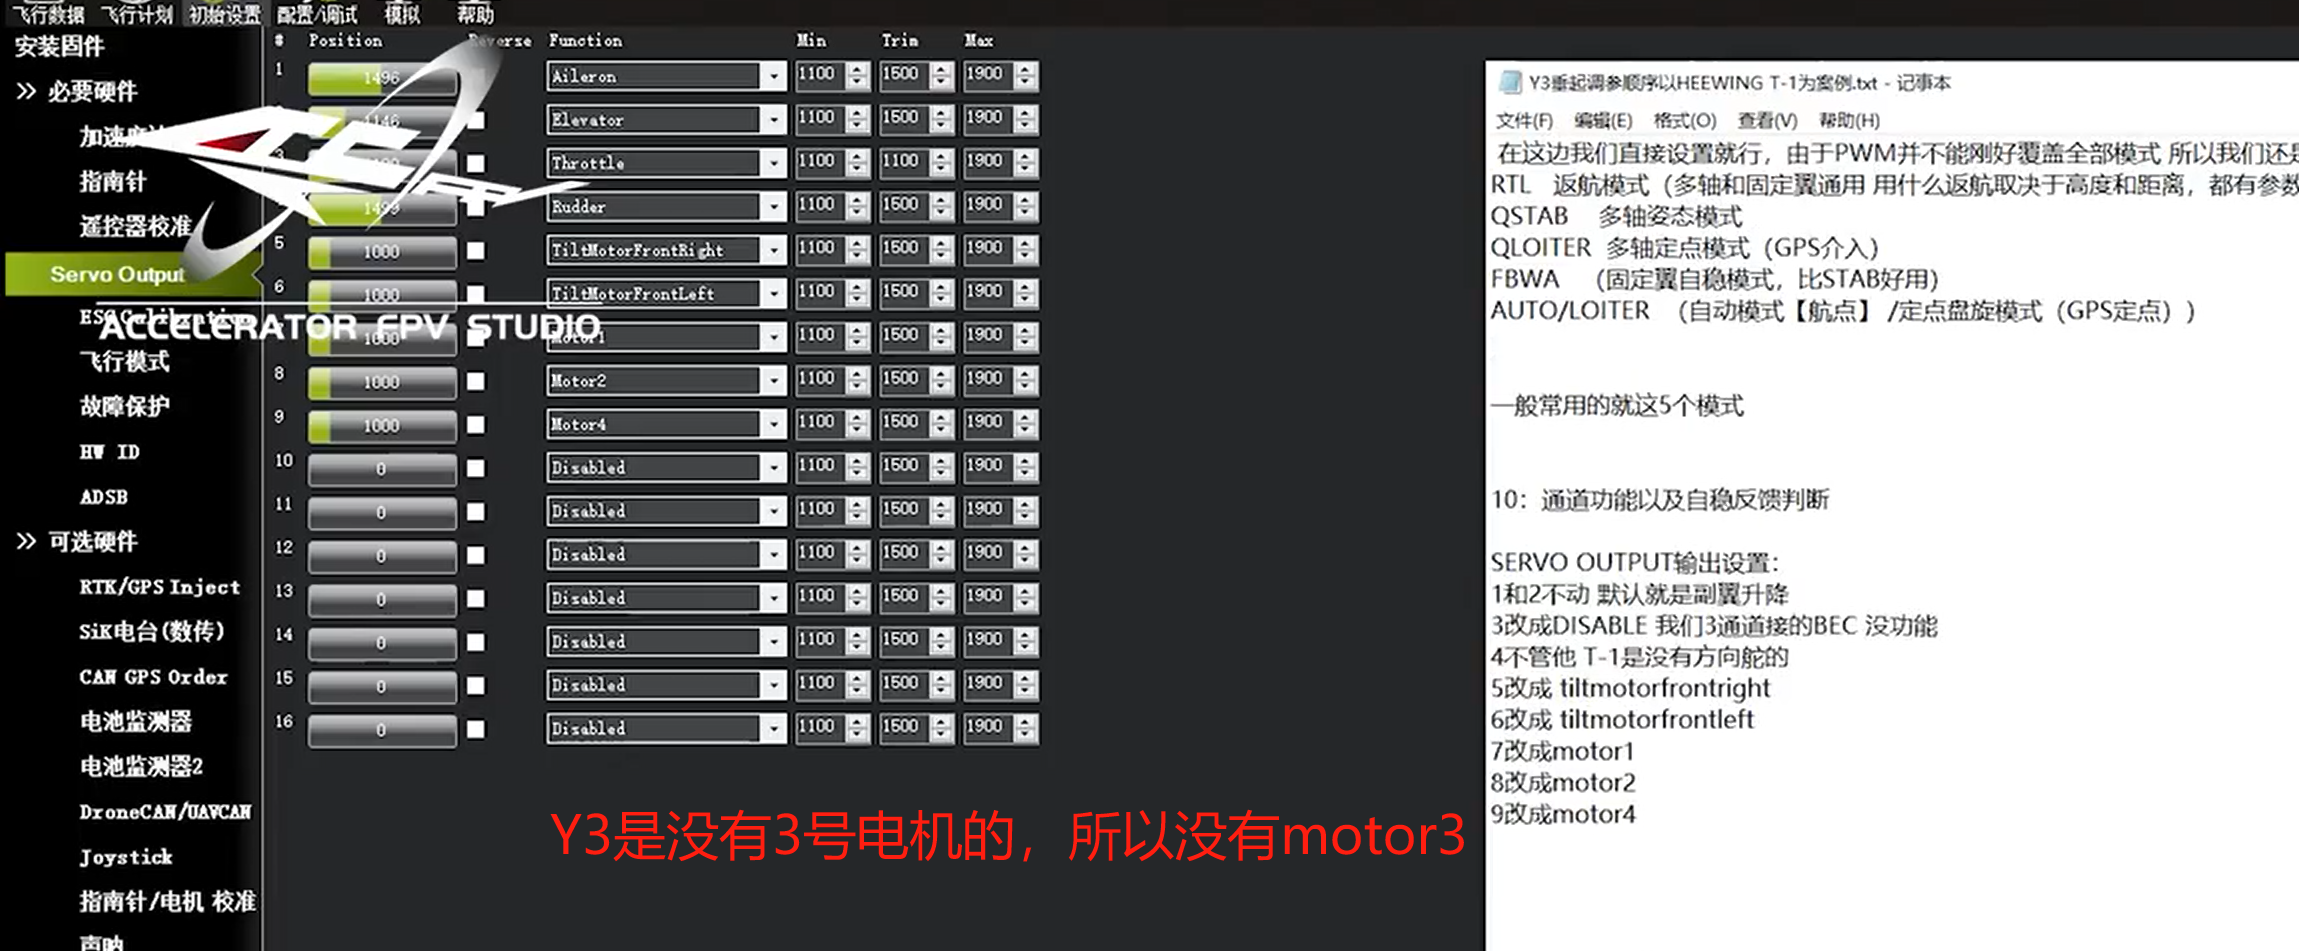 飞行数据 飞行计划 初始设置 配置/调试 模拟 帮助
安装固件
>> 必要硬件
加速度
指南针
遥控器校准
Servo Output
ESC Calibration
飞行模式
故障保护
HW ID
ADSB
>> 可选硬件
RTK/GPS Inject
SiK电台(数传)
CAN GPS Order
电池监测器
电池监测器2
DroneCAN/UAVCAN
Joystick
指南针/电机 校准
声呐
ACCELERATOR FPV STUDIO
# Position Reverse Function Min Trim Max
1 1496 Aileron 1100 1500 1900
1146 Elevator 1100 1500 1900
3 Throttle 1100 1100 1900
1499 Rudder 1100 1500 1900
5 1000 TiltMotorFrontRight 1100 1500 1900
6 1000 TiltMotorFrontLeft 1100 1500 1900
1000 Motor1 1100 1500 1900
8 1000 Motor2 1100 1500 1900
9 1000 Motor4 1100 1500 1900
10 0 Disabled 1100 1500 1900
11 0 Disabled 1100 1500 1900
12 0 Disabled 1100 1500 1900
13 0 Disabled 1100 1500 1900
14 0 Disabled 1100 1500 1900
15 0 Disabled 1100 1500 1900
16 0 Disabled 1100 1500 1900
Y3是没有3号电机的，所以没有motor3
Y3垂起调参顺序以HEEWING T-1为案例.txt - 记事本
文件(F) 编辑(E) 格式(O) 查看(V) 帮助(H)
在这边我们直接设置就行，由于PWM并不能刚好覆盖全部模式 所以我们还是
RTL 返航模式（多轴和固定翼通用 用什么返航取决于高度和距离，都有参数
QSTAB 多轴姿态模式
QLOITER 多轴定点模式（GPS介入）
FBWA （固定翼自稳模式，比STAB好用）
AUTO/LOITER （自动模式【航点】 /定点盘旋模式（GPS定点））
一般常用的就这5个模式
10：通道功能以及自稳反馈判断
SERVO OUTPUT输出设置：
1和2不动 默认就是副翼升降
3改成DISABLE 我们3通道接的BEC 没功能
4不管他 T-1是没有方向舵的
5改成 tiltmotorfrontright
6改成 tiltmotorfrontleft
7改成motor1
8改成motor2
9改成motor4